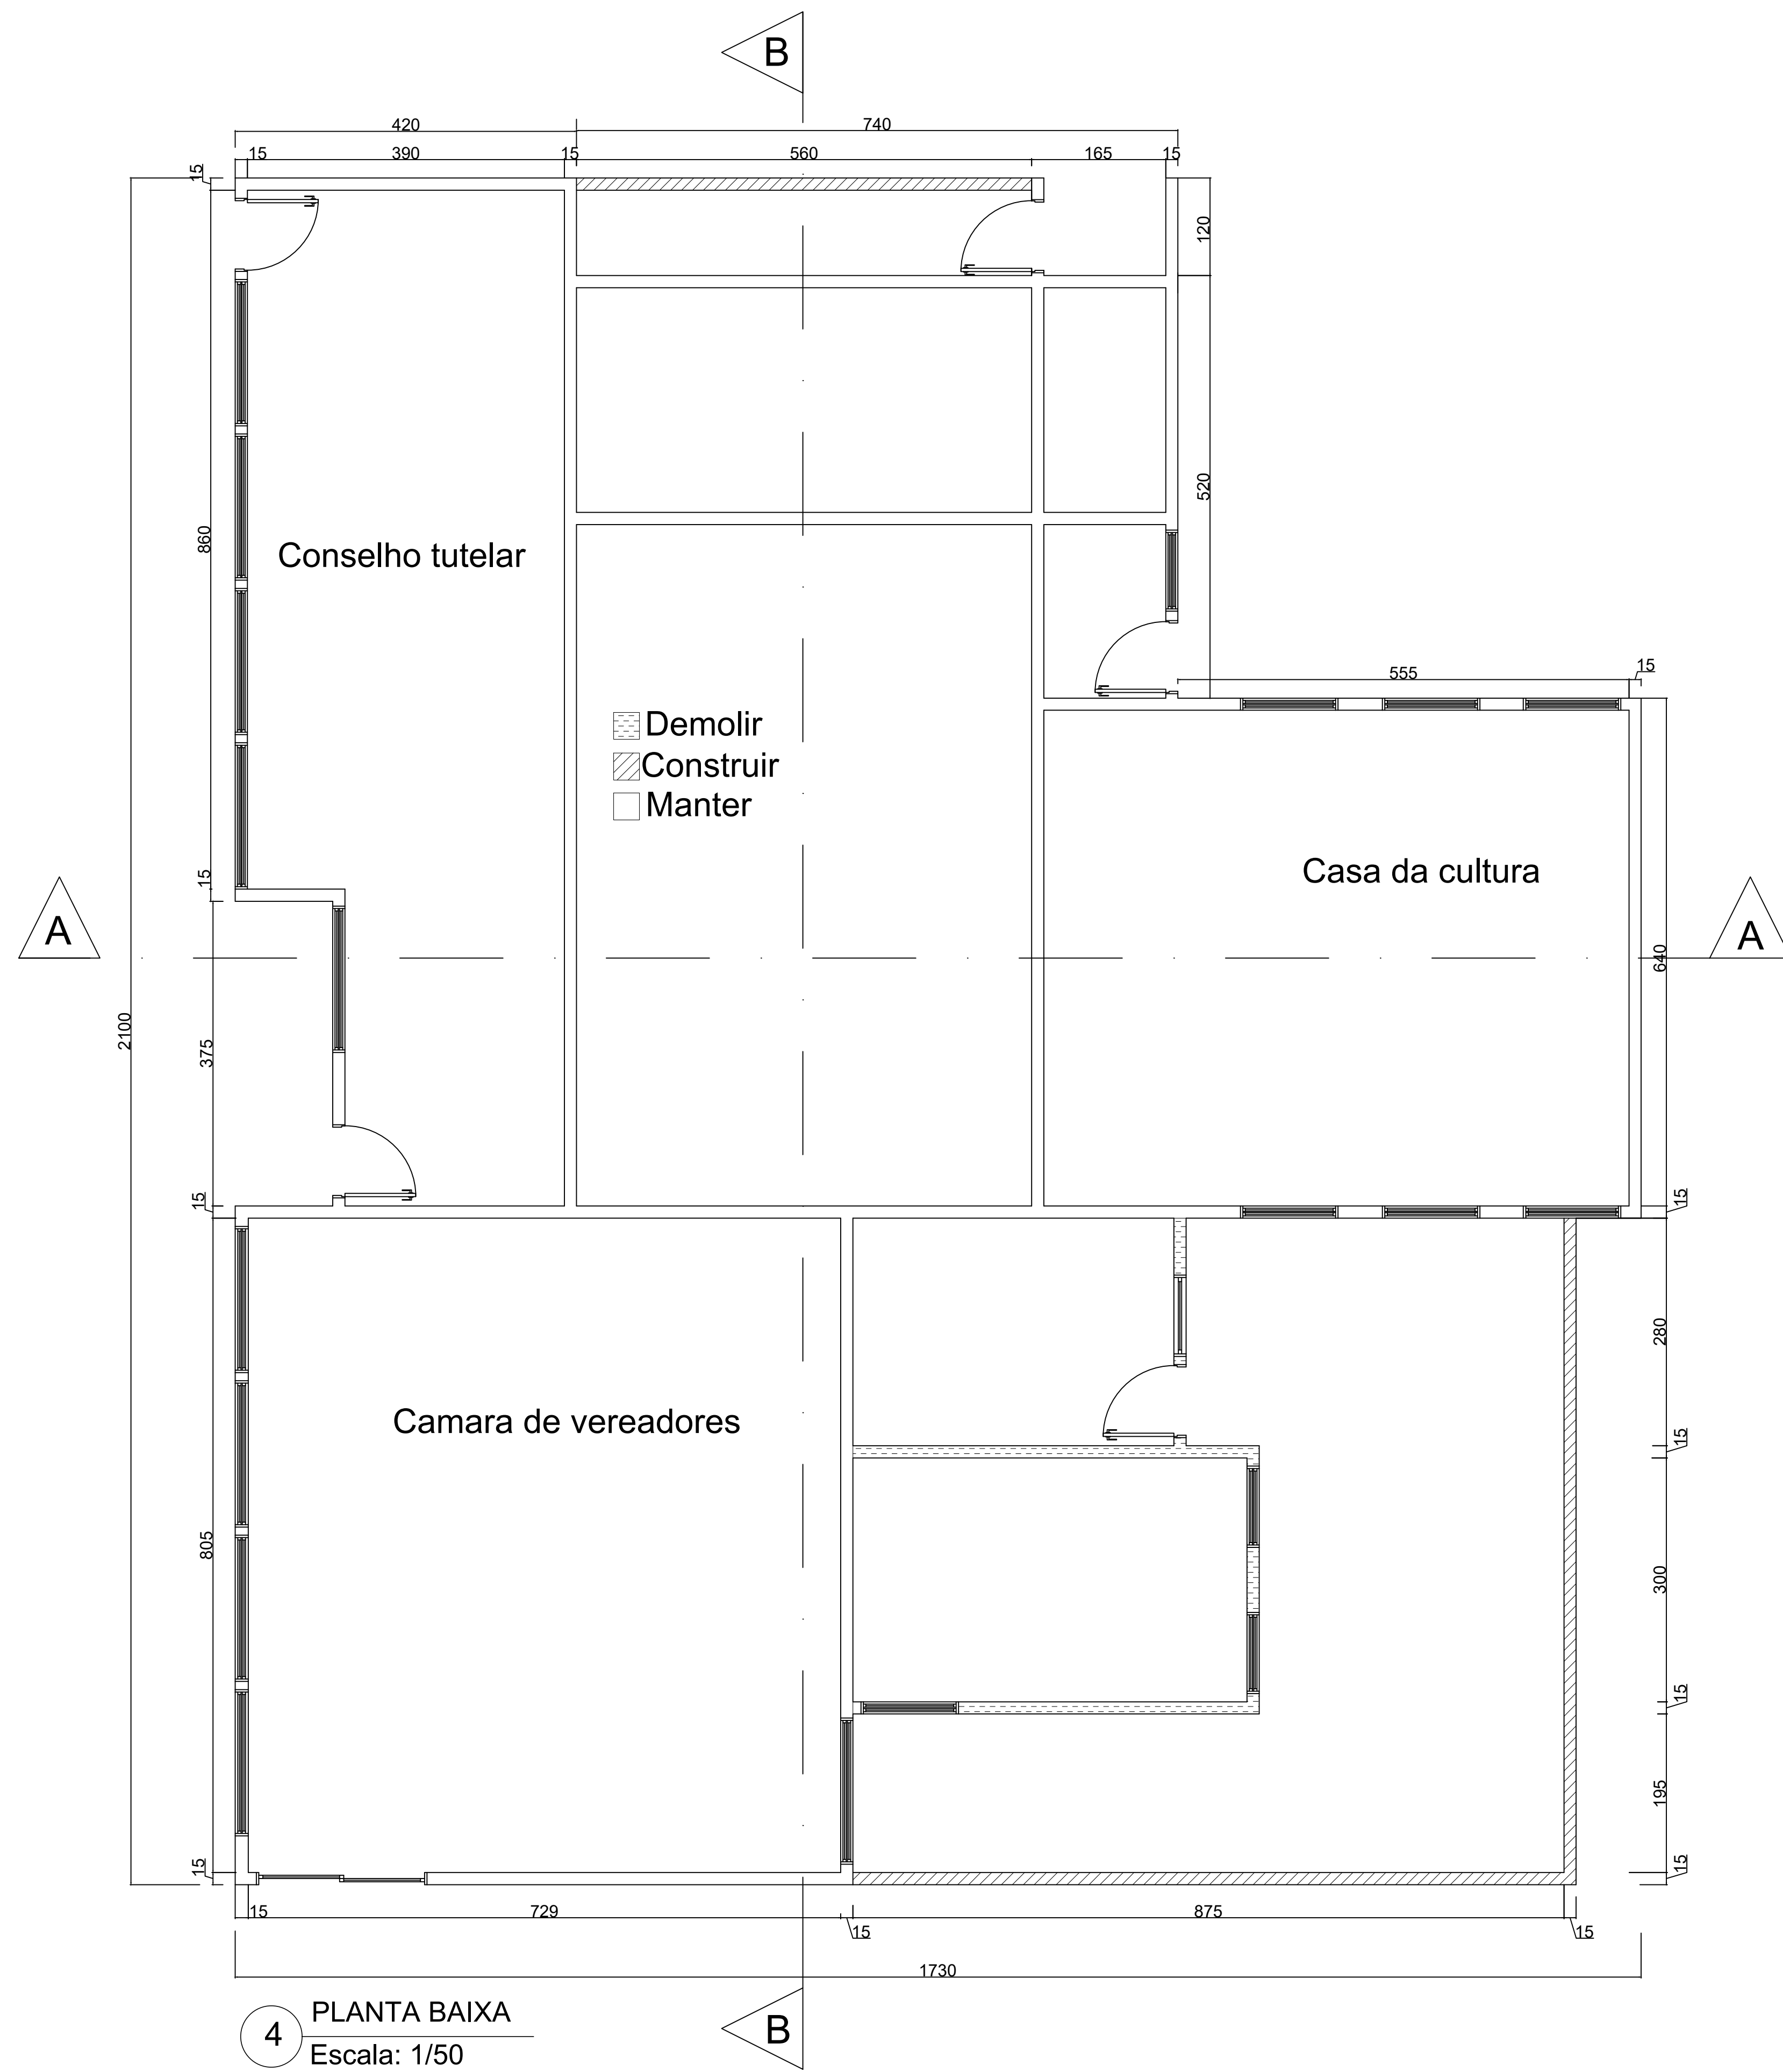 B
420
740
15
390
15
560
165
15
15
120
520
860
Conselho tutelar
555
15
Demolir
Construir
Manter
Casa da cultura
15
A
A
640
2100
375
15
15
280
Camara de vereadores
15
805
300
15
195
15
15
15
729
875
15
15
1730
4
PLANTA BAIXA
Escala: 1/50
B